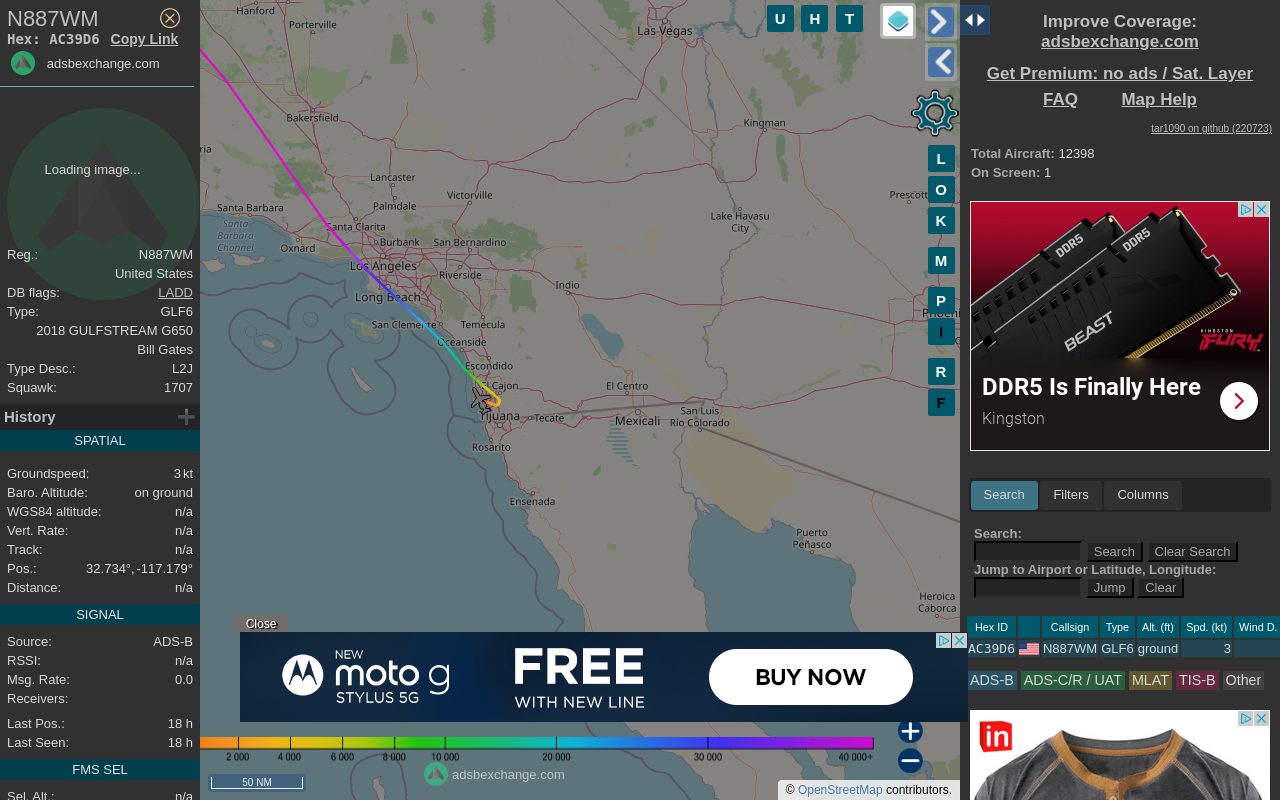 N887WM
Hex: AC39D6 Copy Link
adsbexchange.com
Loading image...
Reg.: N887WM
United States
DB flags: LADD
Type: GLF6
2018 GULFSTREAM G650
Bill Gates
Type Desc.: L2J
Squawk: 1707
History
SPATIAL
Groundspeed: 3 kt
Baro. Altitude: on ground
WGS84 altitude: n/a
Vert. Rate: n/a
Track: n/a
Pos.: 32.734°, -117.179°
Distance: n/a
SIGNAL
Source: ADS-B
RSSI: n/a
Msg. Rate: 0.0
Receivers:
Last Pos.: 18 h
Last Seen: 18 h
FMS SEL
Sel. Alt.: n/a
Hanford
Porterville
Las Vegas
Bakersfield
Kingman
ria
Lancaster
Palmdale
Victorville
Prescott
Santa Barbara
Santa Clarita
Lake Havasu
City
Santa-
Barbara
Channel
Oxnard
Burbank
San Bernardino
Los Angeles
Riverside
Indio
Long Beach
San Clemente
Temecula
Oceanside
Escondido
El Cajon
El Centro
Tijuana
Tecate
Mexicali
San Luis
Río Colorado
Rosarito
Ensenada
Puerto
Peñasco
Heroica
Caborca
U H T
L
O
K
M
P
I
R
F
Close
NEW
moto g
STYLUS 5G
FREE
WITH NEW LINE
BUY NOW
2 000 4 000 6 000 8 000 10 000 20 000 30 000 40 000+
50 NM
adsbexchange.com
© OpenStreetMap contributors.
Improve Coverage:
adsbexchange.com
Get Premium: no ads / Sat. Layer
FAQ Map Help
tar1090 on github (220723)
Total Aircraft: 12398
On Screen: 1
DDR5
DDR5
BEAST
KINGSTON
FURY
DDR5 Is Finally Here
Kingston
Search Filters Columns
Search:
Search Clear Search
Jump to Airport or Latitude, Longitude:
Jump Clear
Hex ID Callsign Type Alt. (ft) Spd. (kt) Wind D.
AC39D6 N887WM GLF6 ground 3
ADS-B ADS-C/R / UAT MLAT TIS-B Other
in